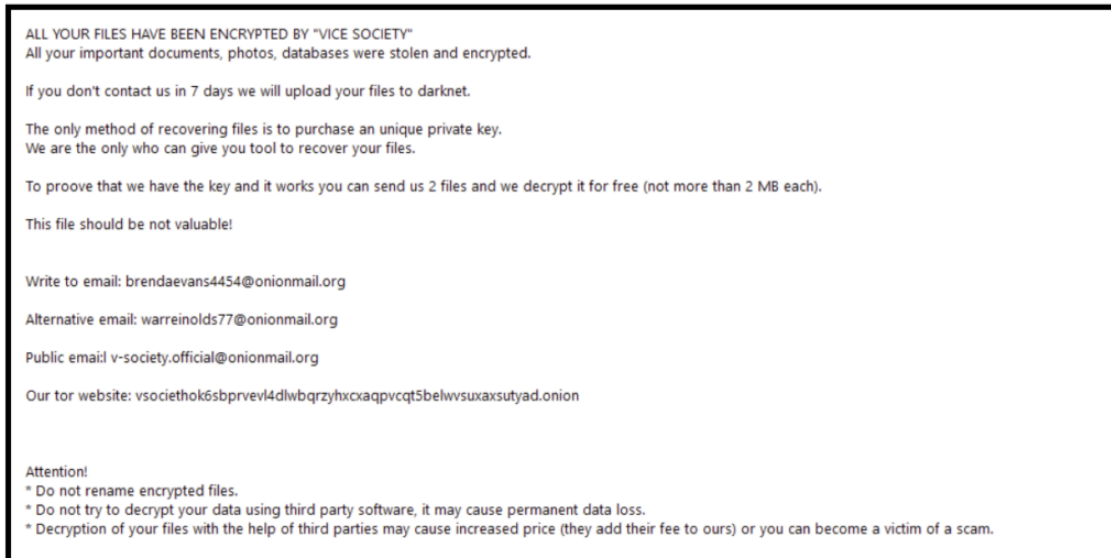 ALL YOUR FILES HAVE BEEN ENCRYPTED BY "VICE SOCIETY"
All your important documents, photos, databases were stolen and encrypted.
If you don't contact us in 7 days we will upload your files to darknet.
The only method of recovering files is to purchase an unique private key.
We are the only who can give you tool to recover your files.
To proove that we have the key and it works you can send us 2 files and we decrypt it for free (not more than 2 MB each).
This file should be not valuable!
Write to email: brendaevans4454@onionmail.org
Alternative email: warreinolds77@onionmail.org
Public emai:l v-society.official@onionmail.org
Our tor website: vsociethok6sbprvevl4dlwbqrzyhxcxaqpvcqt5belwvsuxaxsutyad.onion
Attention!
* Do not rename encrypted files.
* Do not try to decrypt your data using third party software, it may cause permanent data loss.
* Decryption of your files with the help of third parties may cause increased price (they add their fee to ours) or you can become a victim of a scam.